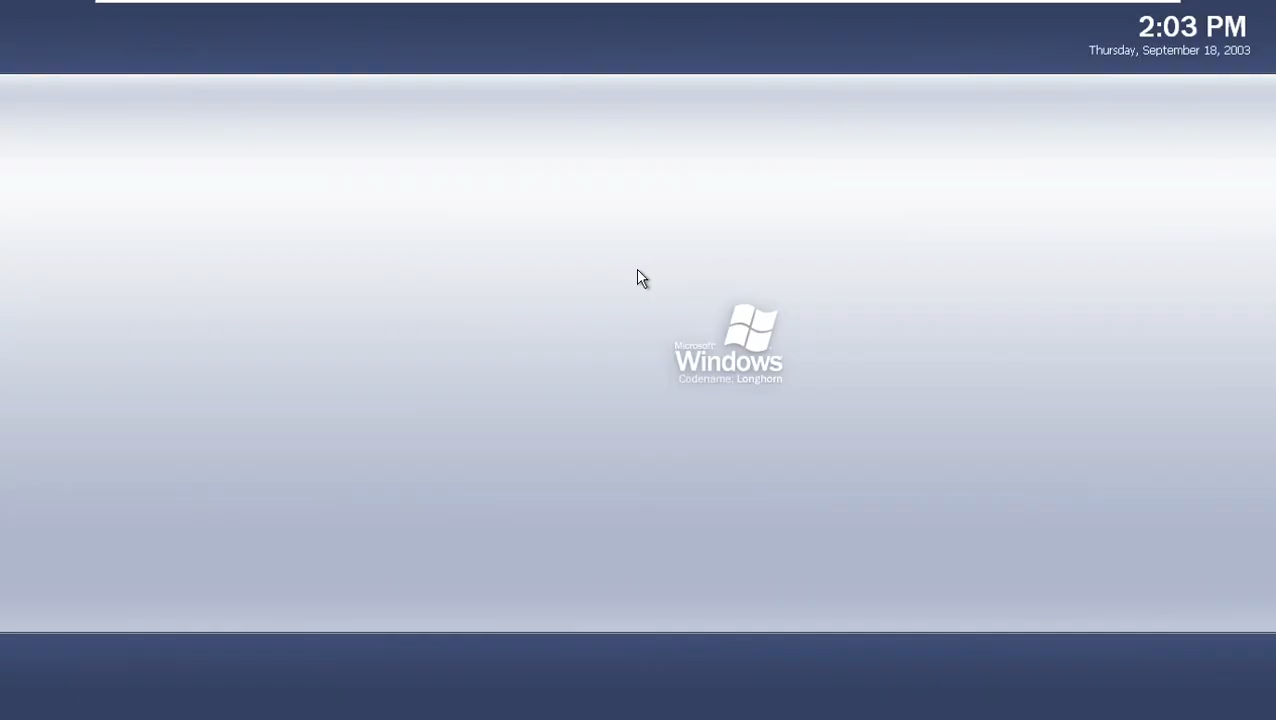 2:03 PM
Thursday, September 18, 2003
Microsoft
Windows
Codename: Longhorn